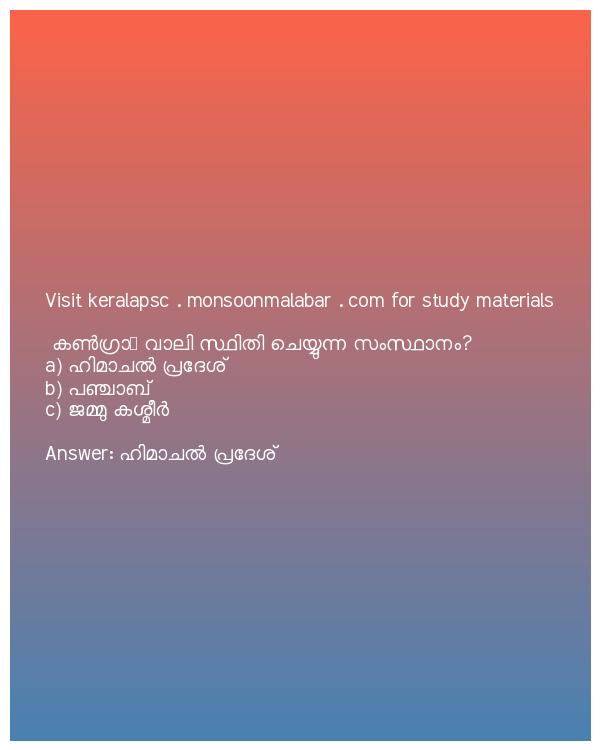 Visit keralapsc . monsoonmalabar . com for study materials
വാലി സ്ഥിതി ചെയ്യുന്ന സംസ്ഥാനം?
a) ഹിമാചൽ പ്രദേശ്
b) പഞ്ചാബ്
c) ജമ്മു കശ്മീർ
Answer: ഹിമാചൽ പ്രദേശ്